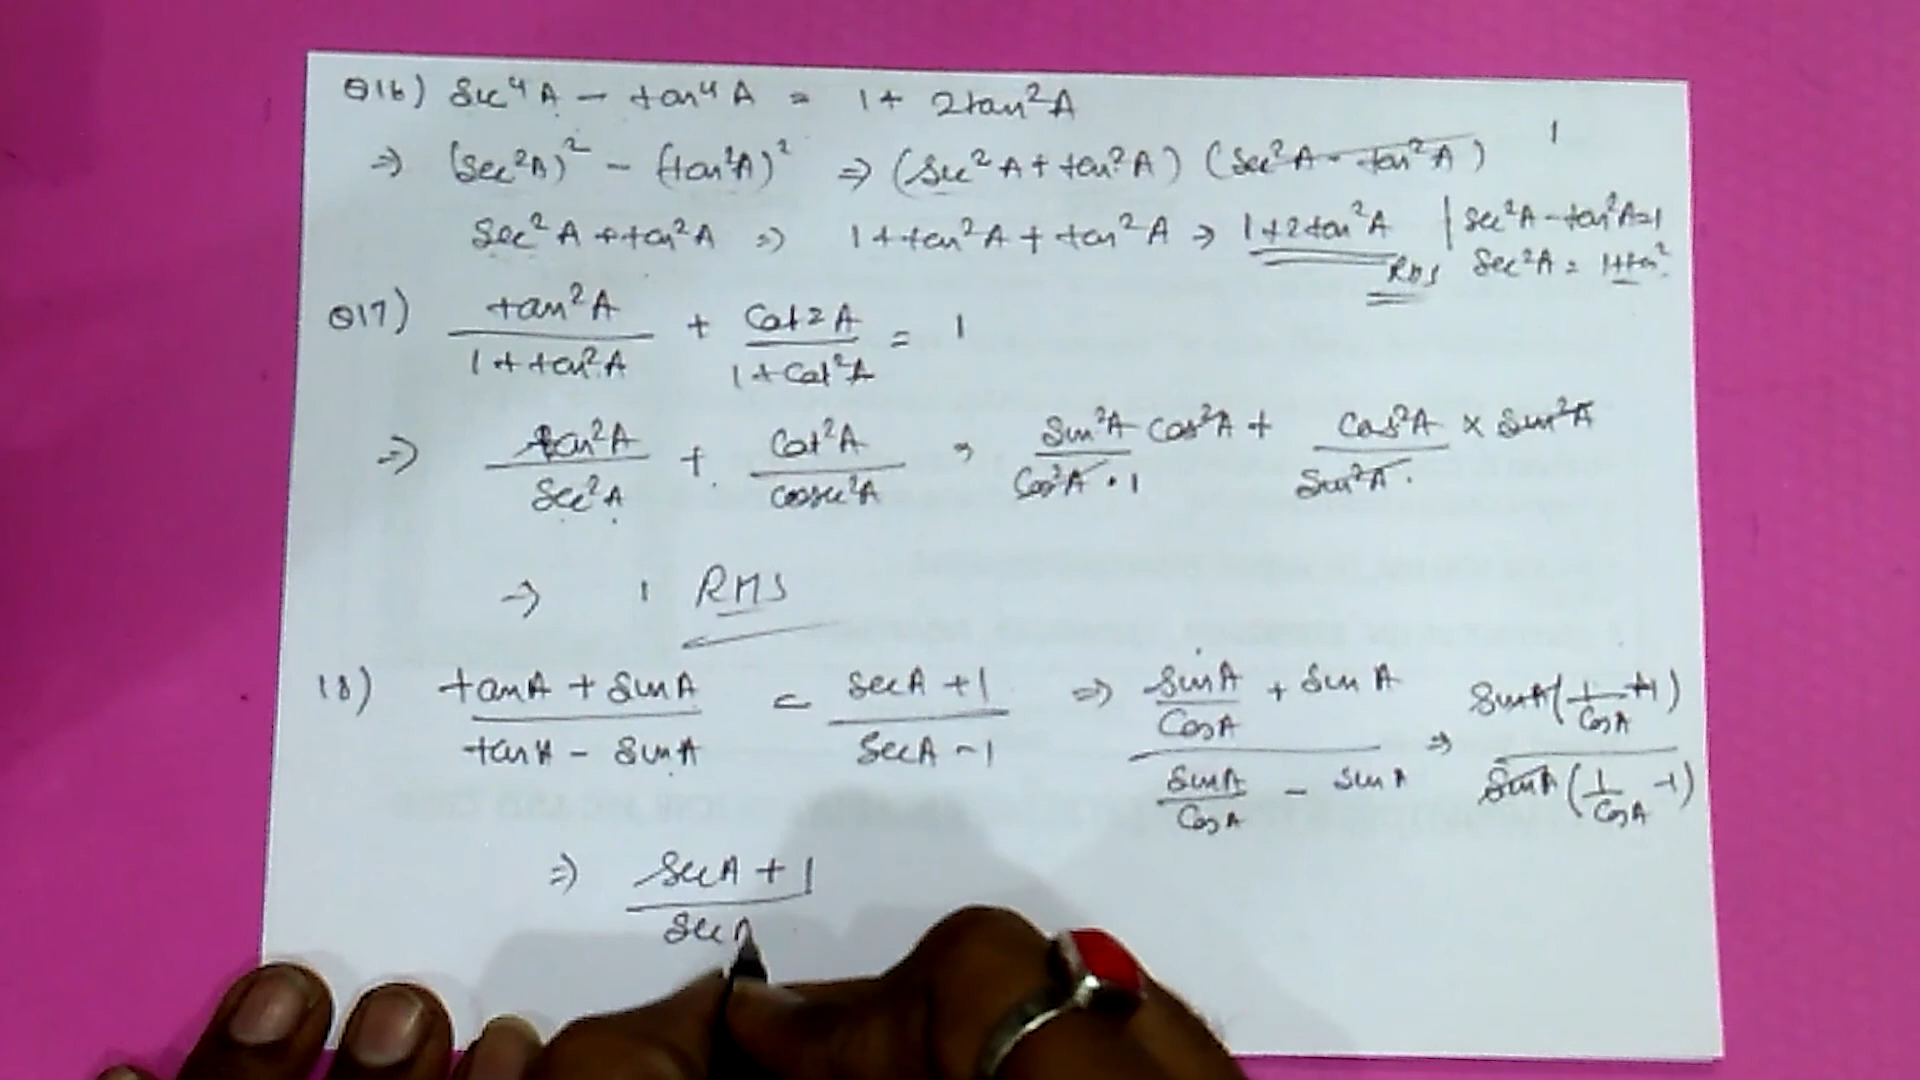 Q16) Sec⁴A - tan⁴A = 1+ 2tan²A
⇒ (Sec²A)² - (tan²A)² ⇒ (Sec²A + tan²A) (Sec²A - tan²A) 1
Sec²A + tan²A ⇒ 1 + tan²A + tan²A ⇒ 1+2tan²A | Sec²A - tan²A=1
RHS Sec²A = 1+tan²
Q17) tan²A / 1 + tan²A + Cot2A / 1 + Cot²A = 1
⇒ tan²A / Sec²A + Cot²A / Cosec²A ⇒ Sin²A Cos²A / Cos²A · 1 + Cos²A / Sin²A · × Sin²A
⇒ 1 RHS
18) tanA + SinA / tanA - SinA = SecA +1 / SecA - 1 ⇒ SinA/CosA + Sin A / SinA/CosA - Sin A ⇒ SinA(1/CosA +1) / SinA(1/CosA -1)
⇒ SecA + 1 / Sec A